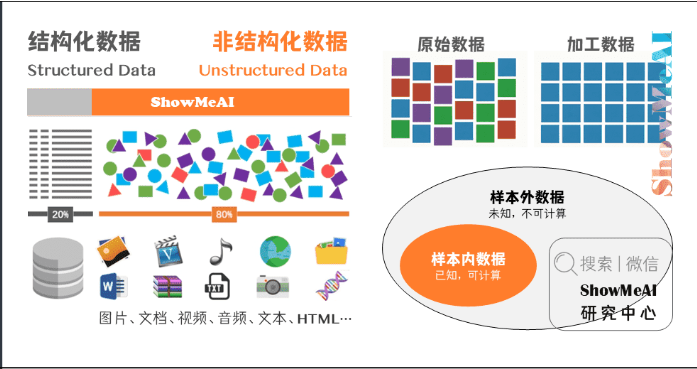 结构化数据
Structured Data
非结构化数据
Unstructured Data
ShowMeAI
20%
80%
W
TXT
图片、文档、视频、音频、文本、HTML…
原始数据
加工数据
ShowMeAI
样本外数据
未知，不可计算
样本内数据
已知，可计算
搜索 | 微信
ShowMeAI
研究中心